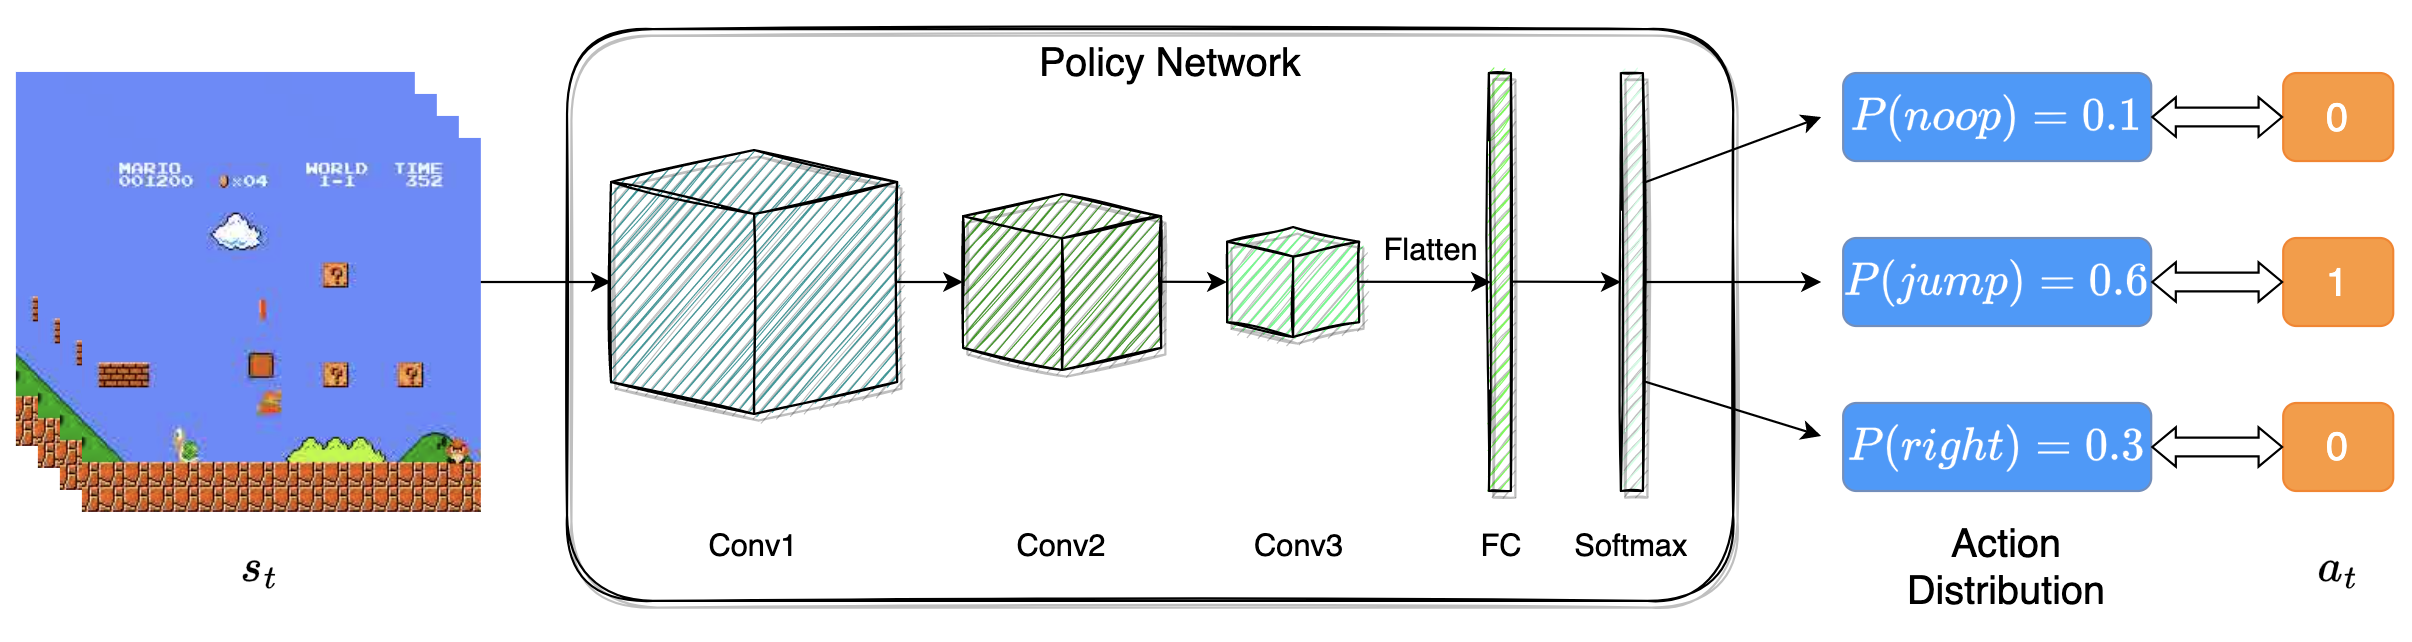 Policy Network
MARIO WORLD TIME
001200 ×04 1-1 352
?
? ?
Flatten
Conv1 Conv2 Conv3 FC Softmax
P(noop) = 0.1 0
P(jump) = 0.6 1
P(right) = 0.3 0
Action
Distribution
s_t
a_t